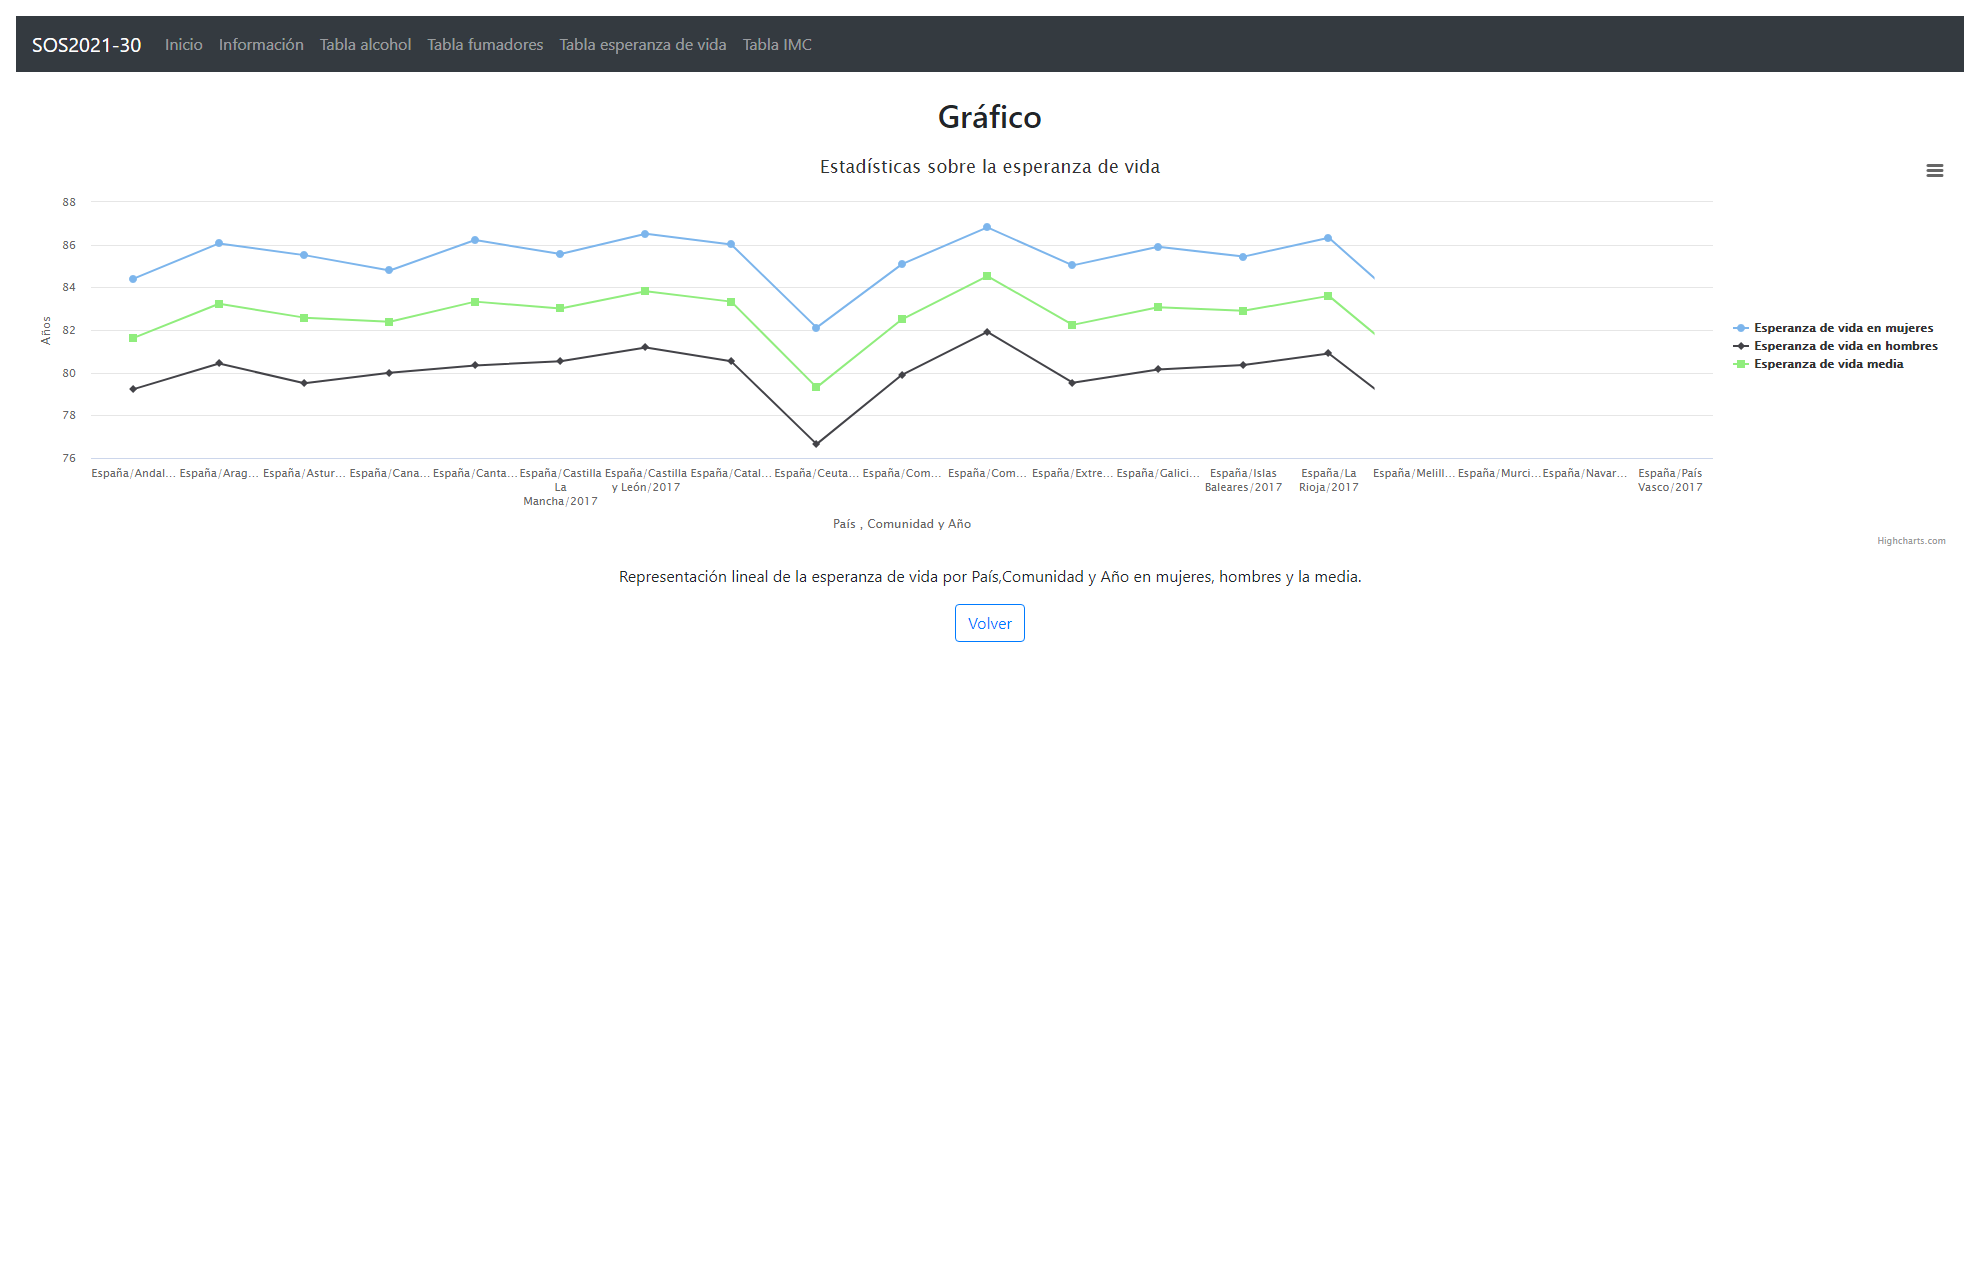 SOS2021-30 Inicio Información Tabla alcohol Tabla fumadores Tabla esperanza de vida Tabla IMC
Gráfico
Estadísticas sobre la esperanza de vida
88
86
84
82
80
78
76
Años
España/Andal... España/Arag... España/Astur... España/Cana... España/Canta... España/Castilla España/Castilla España/Catal... España/Ceuta... España/Com... España/Com... España/Extre... España/Galici... España/Islas España/La España/Melill... España/Murci... España/Navar... España/País
La y León/2017 Baleares/2017 Rioja/2017 Vasco/2017
Mancha/2017
País , Comunidad y Año
Esperanza de vida en mujeres
Esperanza de vida en hombres
Esperanza de vida media
Highcharts.com
Representación lineal de la esperanza de vida por País,Comunidad y Año en mujeres, hombres y la media.
Volver